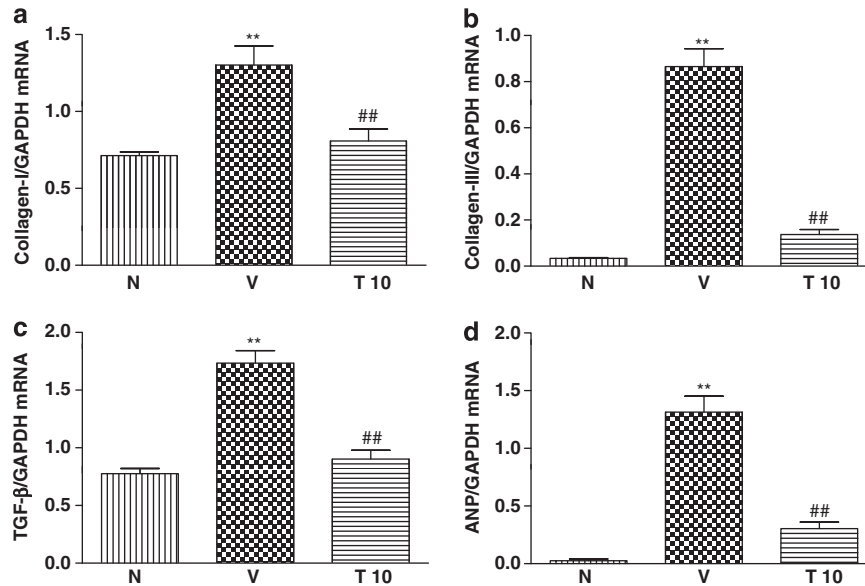 a
Collagen-I/GAPDH mRNA
1.5
1.0
0.5
0.0
**
##
N V T 10
b
Collagen-III/GAPDH mRNA
1.0
0.8
0.6
0.4
0.2
0.0
**
##
N V T 10
c
TGF-β/GAPDH mRNA
2.0
1.5
1.0
0.5
0.0
**
##
N V T 10
d
ANP/GAPDH mRNA
2.0
1.5
1.0
0.5
0.0
**
##
N V T 10